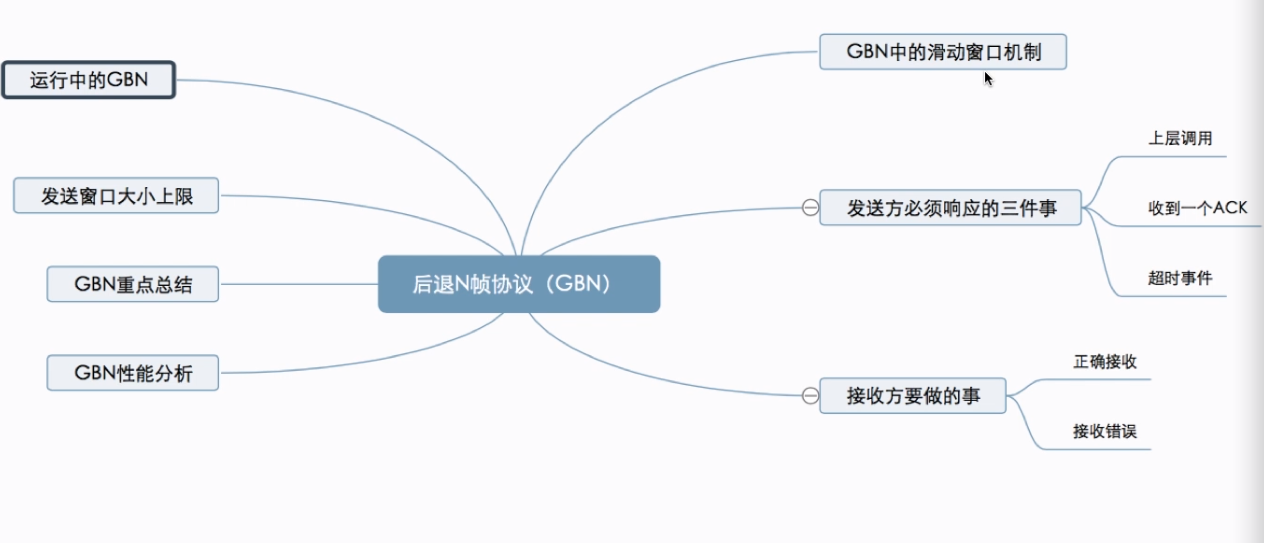 后退N帧协议（GBN）
GBN中的滑动窗口机制
发送方必须响应的三件事
上层调用
收到一个ACK
超时事件
接收方要做的事
正确接收
接收错误
运行中的GBN
发送窗口大小上限
GBN重点总结
GBN性能分析